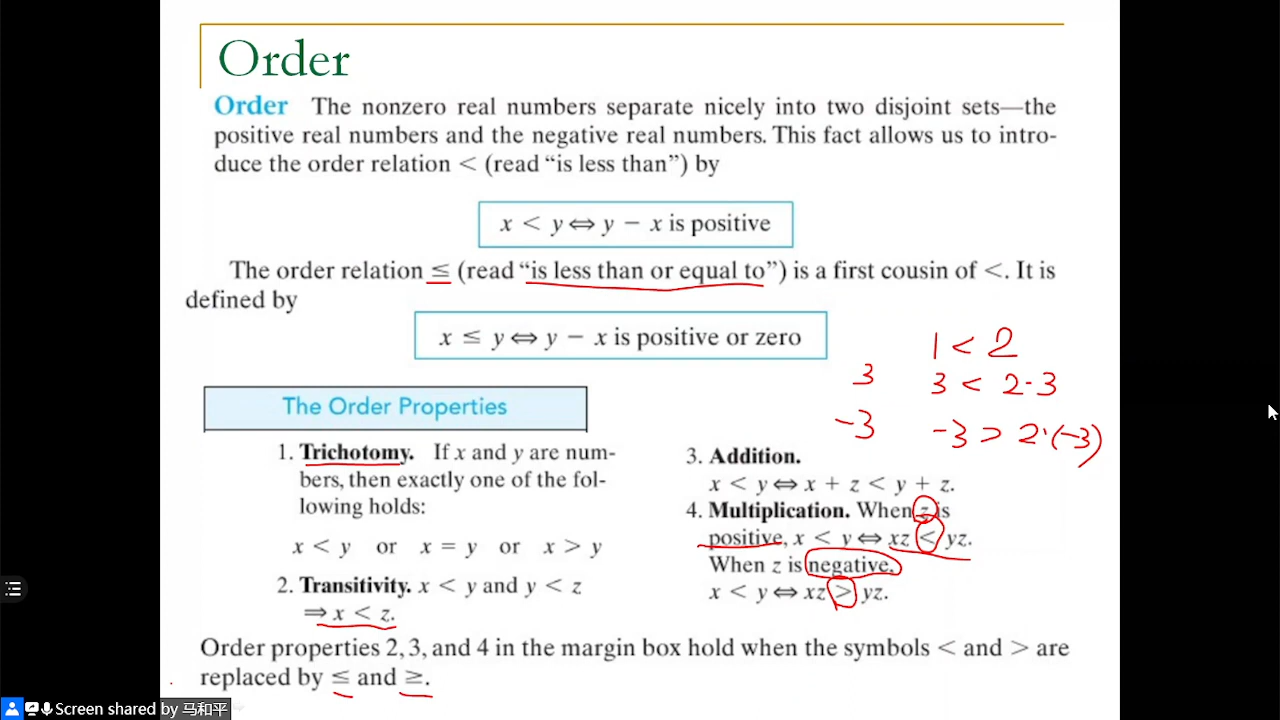 Order
Order The nonzero real numbers separate nicely into two disjoint sets—the
positive real numbers and the negative real numbers. This fact allows us to intro-
duce the order relation < (read “is less than”) by
x < y ⇔ y − x is positive
The order relation ≤ (read “is less than or equal to”) is a first cousin of <. It is
defined by
x ≤ y ⇔ y − x is positive or zero
1 < 2
3 3 < 2·3
-3 -3 > 2·(-3)
The Order Properties
1. Trichotomy. If x and y are num-
bers, then exactly one of the fol-
lowing holds:
x < y or x = y or x > y
2. Transitivity. x < y and y < z
⇒ x < z.
3. Addition.
x < y ⇔ x + z < y + z.
4. Multiplication. When z is
positive, x < y ⇔ xz < yz.
When z is negative,
x < y ⇔ xz > yz.
Order properties 2, 3, and 4 in the margin box hold when the symbols < and > are
replaced by ≤ and ≥.
Screen shared by 马和平